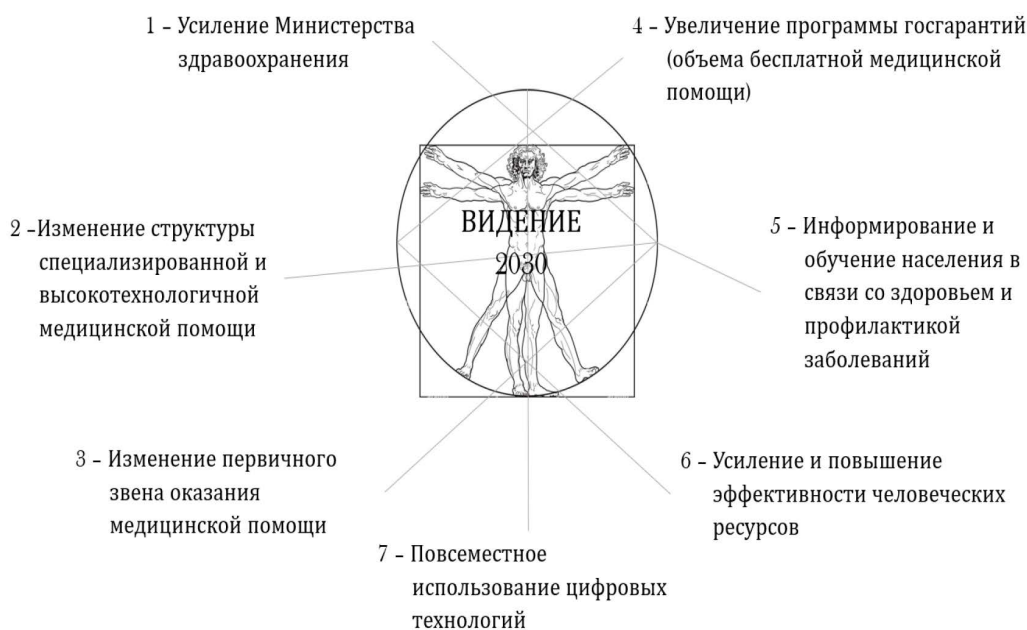 1 – Усиление Министерства
здравоохранения
2 –Изменение структуры
специализированной и
высокотехнологичной
медицинской помощи
3 – Изменение первичного
звена оказания
медицинской помощи
4 – Увеличение программы госгарантий
(объема бесплатной медицинской
помощи)
5 – Информирование и
обучение населения в
связи со здоровьем и
профилактикой
заболеваний
6 – Усиление и повышение
эффективности человеческих
ресурсов
7 – Повсеместное
использование цифровых
технологий
ВИДЕНИЕ
2030